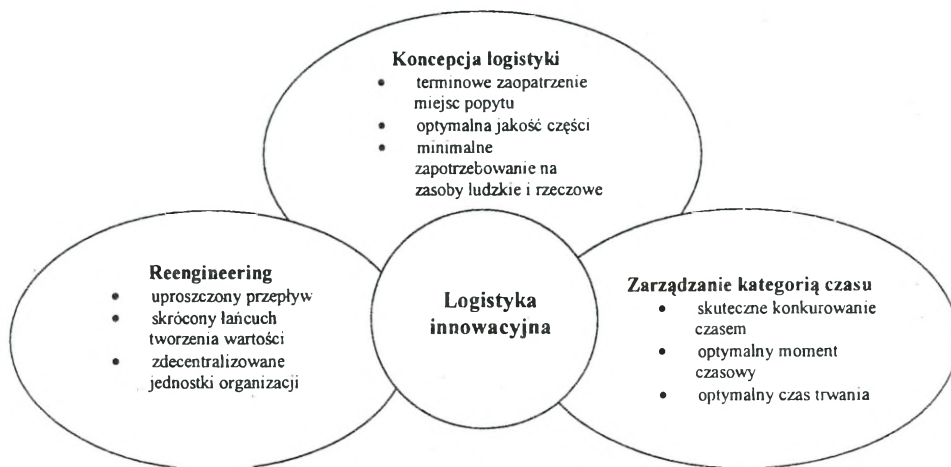 Koncepcja logistyki
• terminowe zaopatrzenie
miejsc popytu
• optymalna jakość części
• minimalne
zapotrzebowanie na
zasoby ludzkie i rzeczowe
Reengineering
• uproszczony przepływ
• skrócony łańcuch
tworzenia wartości
• zdecentralizowane
jednostki organizacji
Logistyka
innowacyjna
Zarządzanie kategorią czasu
• skuteczne konkurowanie
czasem
• optymalny moment
czasowy
• optymalny czas trwania